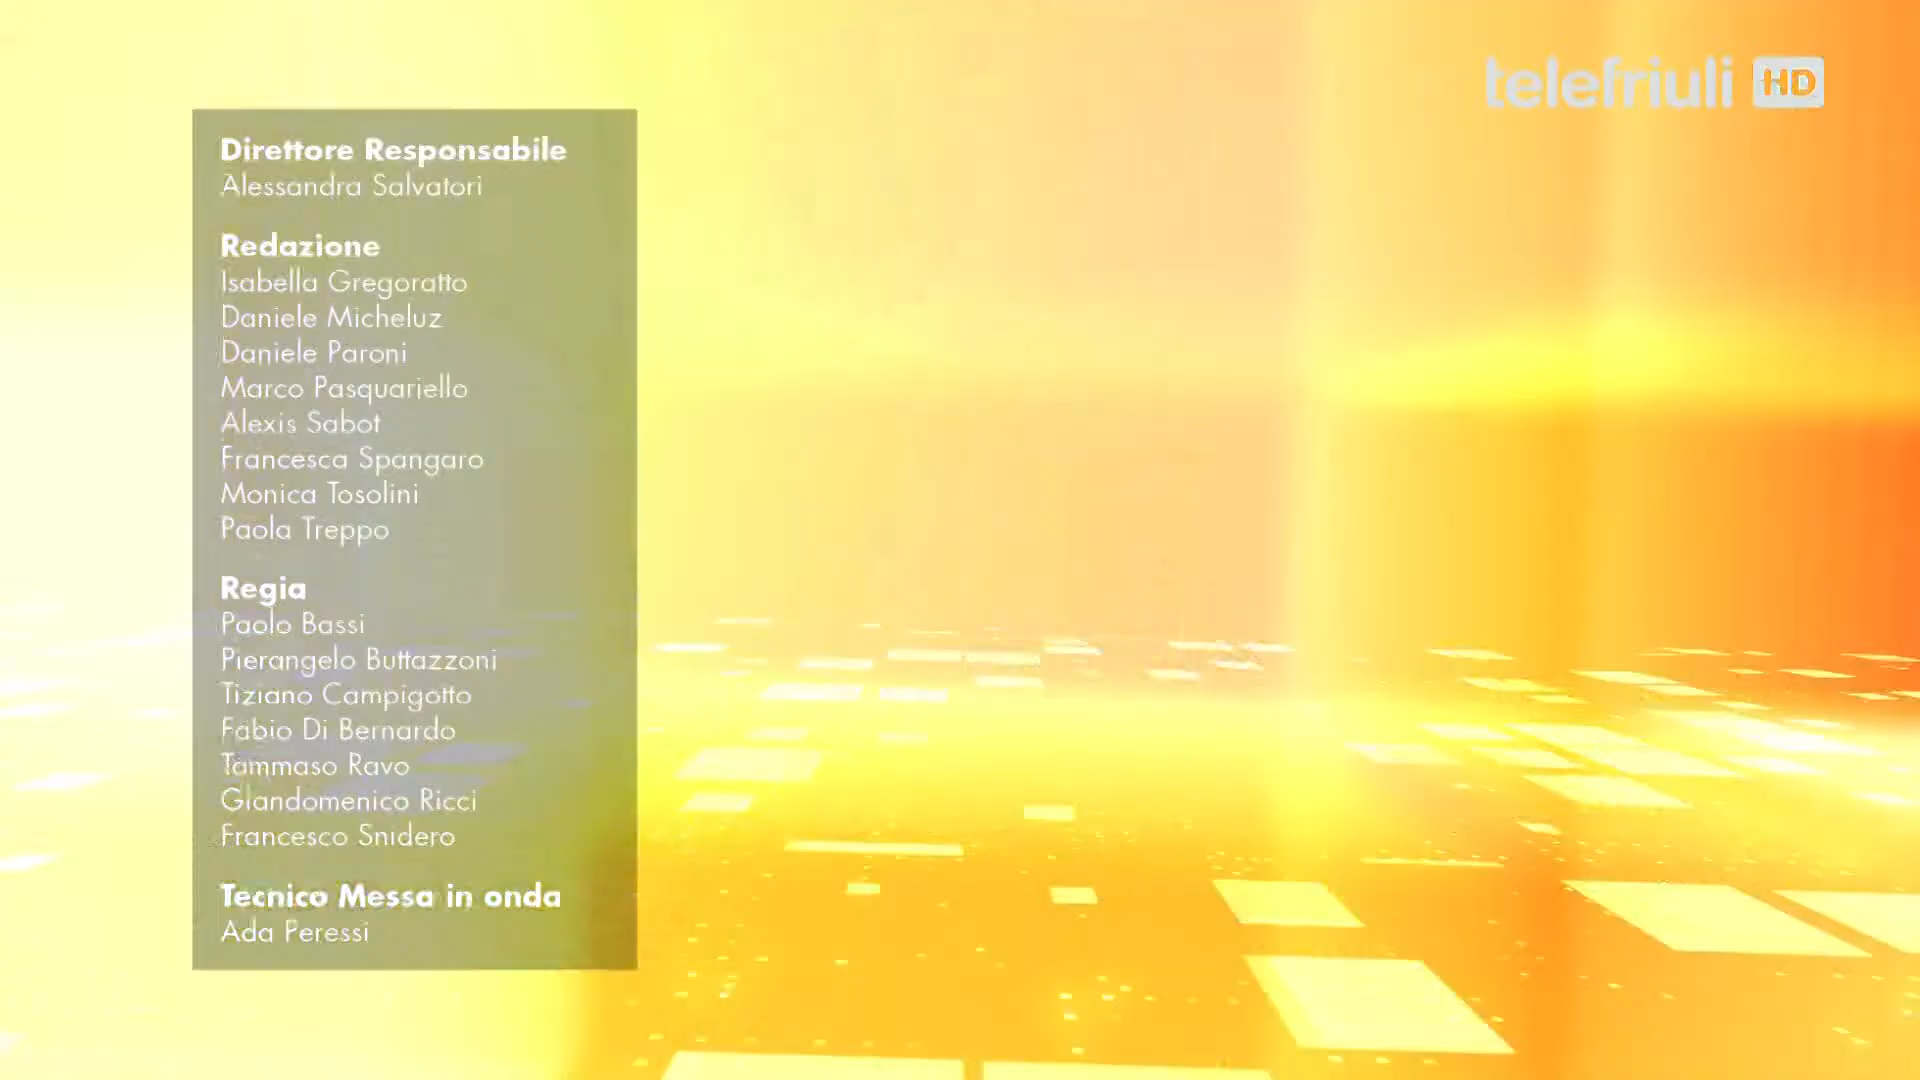 telefriuli HD
Direttore Responsabile
Alessandra Salvatori
Redazione
Isabella Gregoratto
Daniele Micheluz
Daniele Paroni
Marco Pasquariello
Alexis Sabot
Francesca Spangaro
Monica Tosolini
Paola Treppo
Regia
Paolo Bassi
Pierangelo Buttazzoni
Tiziano Campigotto
Fabio Di Bernardo
Tommaso Ravo
Giandomenico Ricci
Francesco Snidero
Tecnico Messa in onda
Ada Peressi